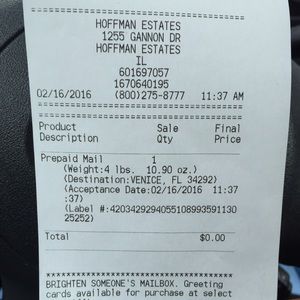 HOFFMAN ESTATES
1255 GANNON DR
HOFFMAN ESTATES
IL
601697057
1670640195
02/16/2016 (800)275-8777 11:37 AM
Product Sale Final
Description Qty Price
Prepaid Mail 1
(Weight:4 lbs. 10.90 oz.)
(Destination:VENICE, FL 34292)
(Acceptance Date:02/16/2016 11:37
:37)
(Label #:4203429294055108993591130
25252)
Total $0.00
BRIGHTEN SOMEONE'S MAILBOX. Greeting
cards available for purchase at select